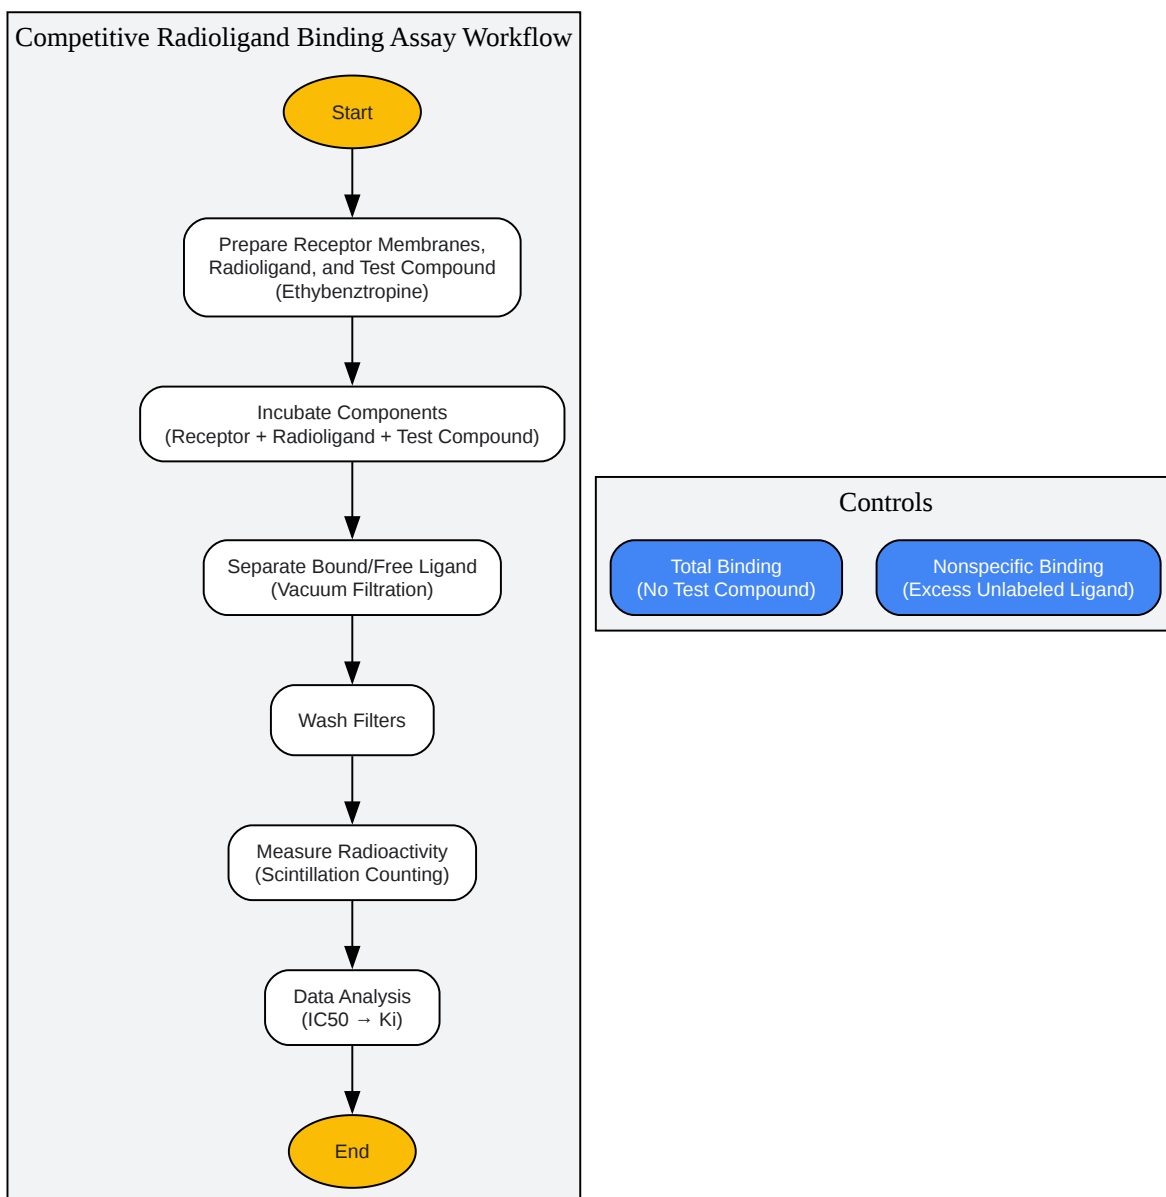 Competitive Radioligand Binding Assay Workflow
Start
Prepare Receptor Membranes,
Radioligand, and Test Compound
(Ethybenztropine)
Incubate Components
(Receptor + Radioligand + Test Compound)
Separate Bound/Free Ligand
(Vacuum Filtration)
Wash Filters
Measure Radioactivity
(Scintillation Counting)
Data Analysis
(IC50 → Ki)
End
Controls
Total Binding
(No Test Compound)
Nonspecific Binding
(Excess Unlabeled Ligand)